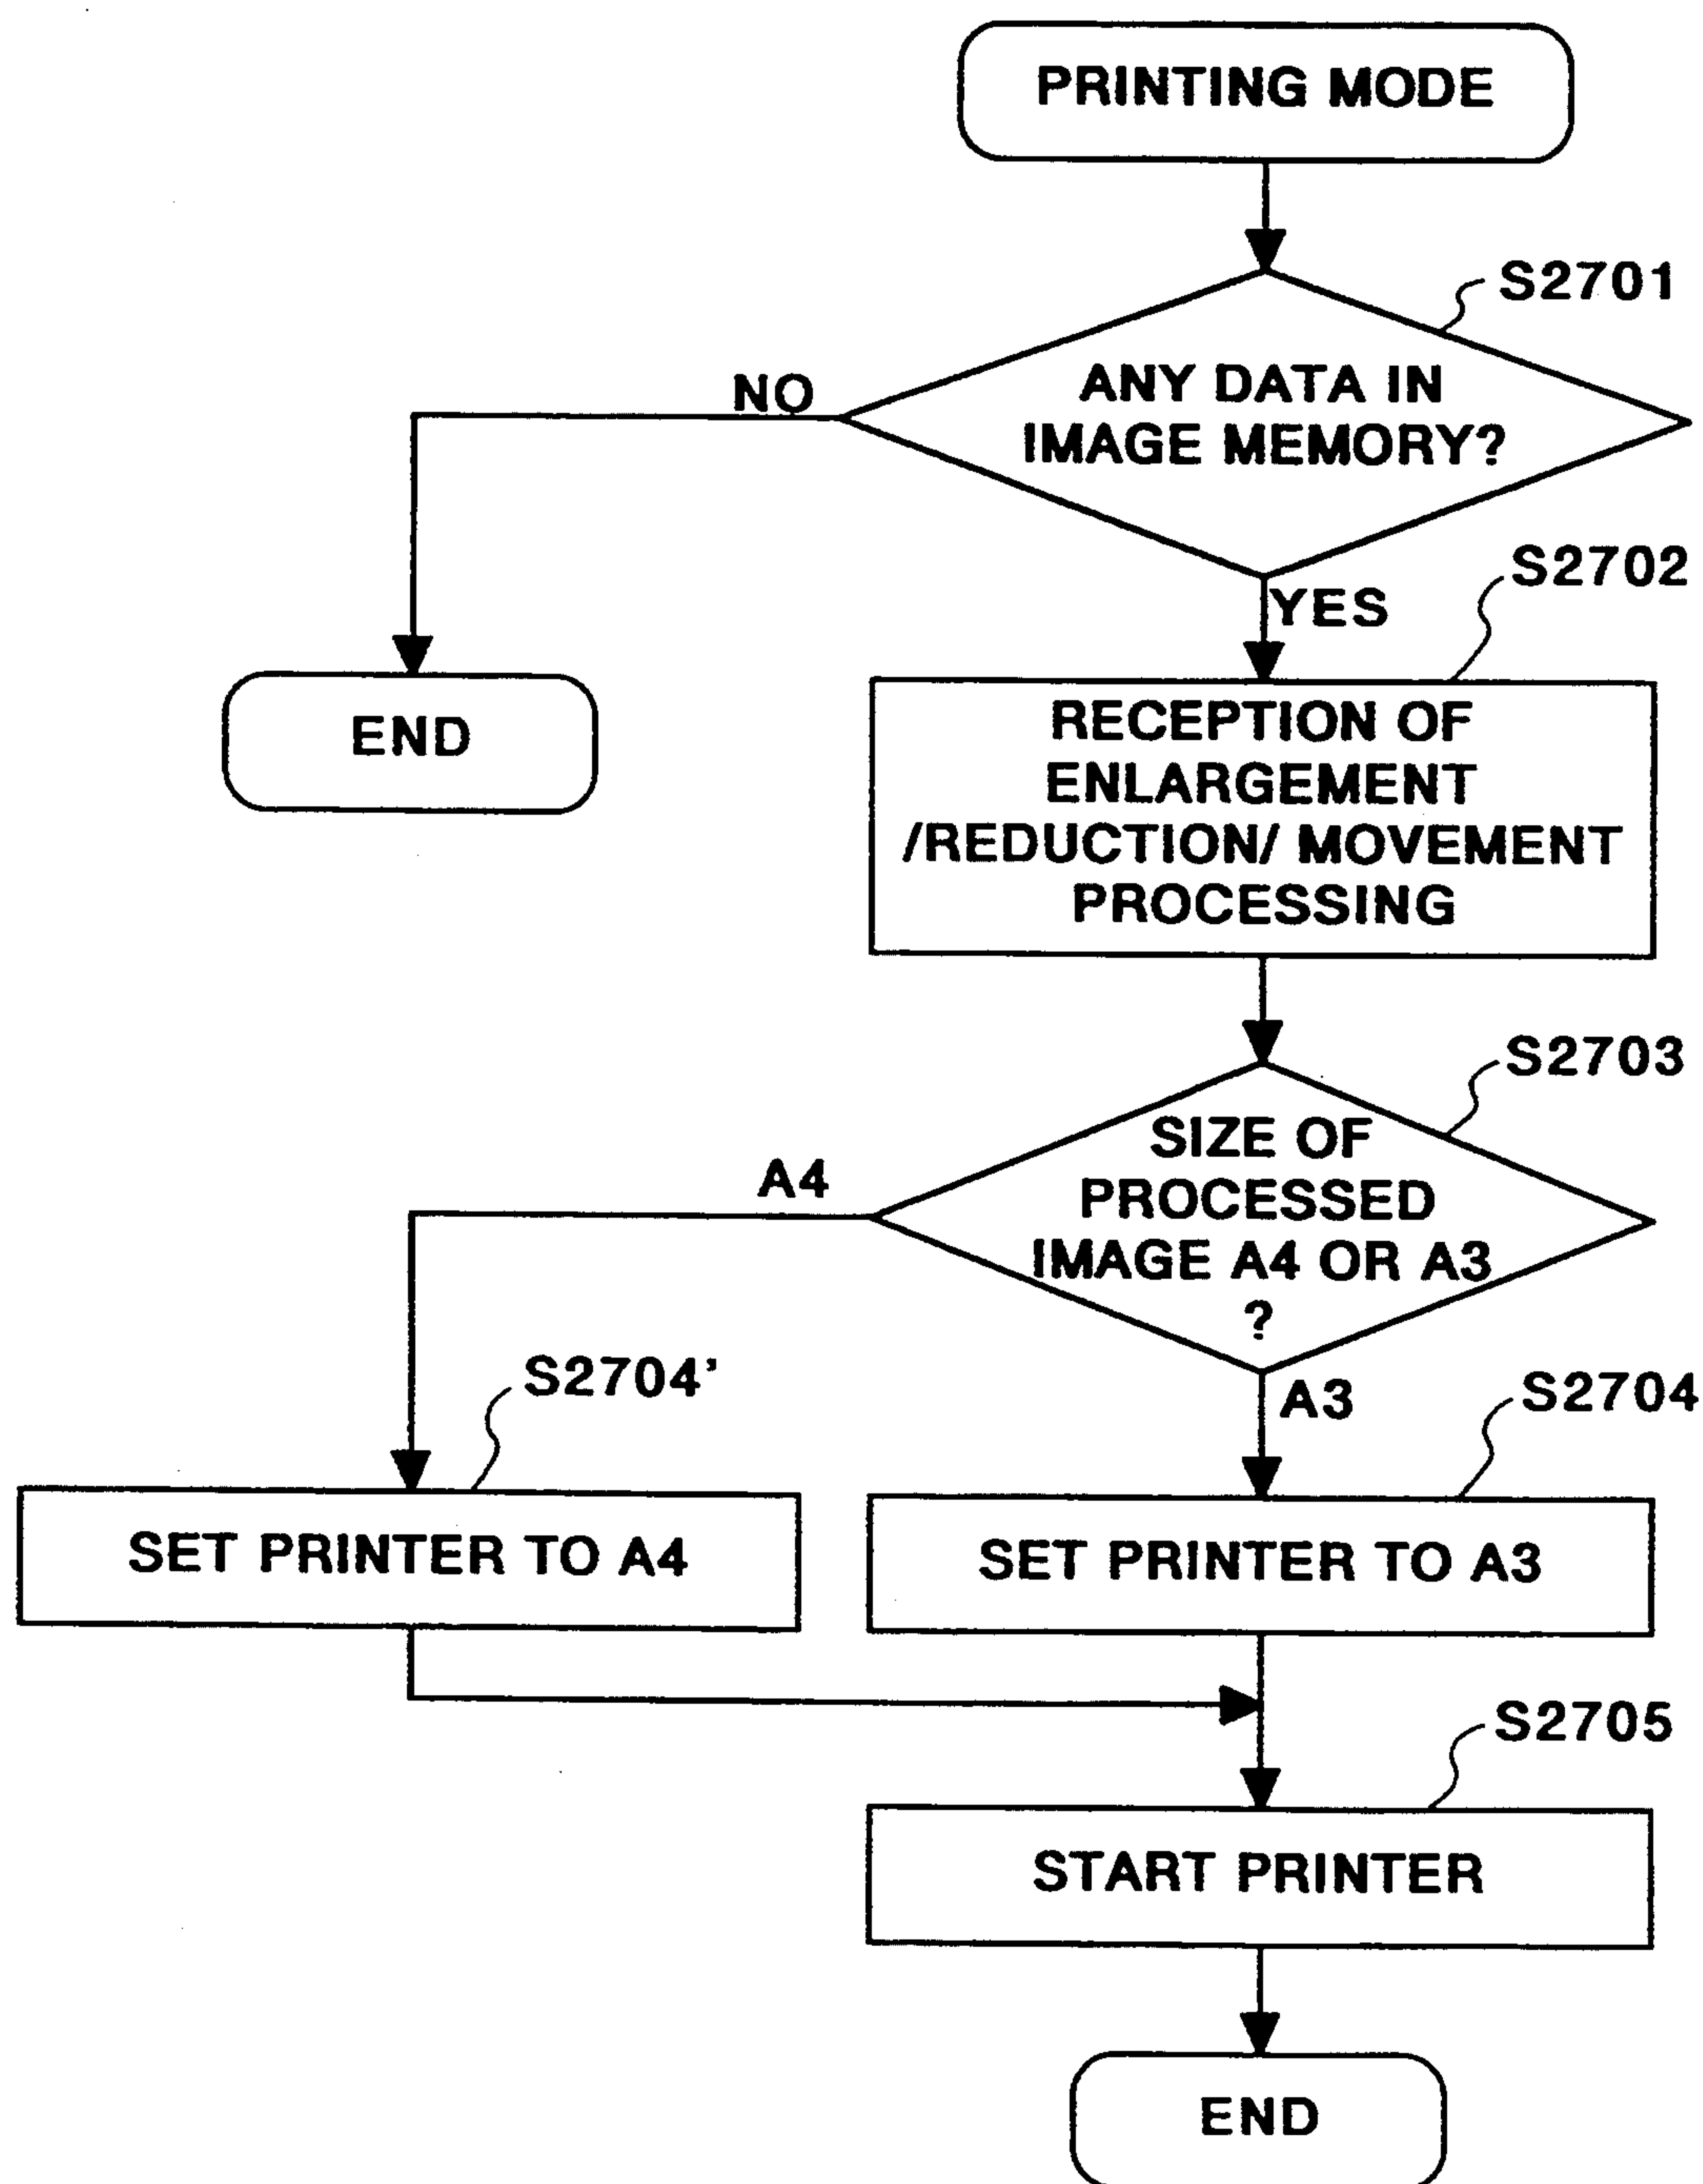 PRINTING MODE
S2701
ANY DATA IN
IMAGE MEMORY?
NO
YES
S2702
END
RECEPTION OF
ENLARGEMENT
/REDUCTION/ MOVEMENT
PROCESSING
S2703
SIZE OF
PROCESSED
IMAGE A4 OR A3
?
A4
A3
S2704'
S2704
SET PRINTER TO A4
SET PRINTER TO A3
S2705
START PRINTER
END